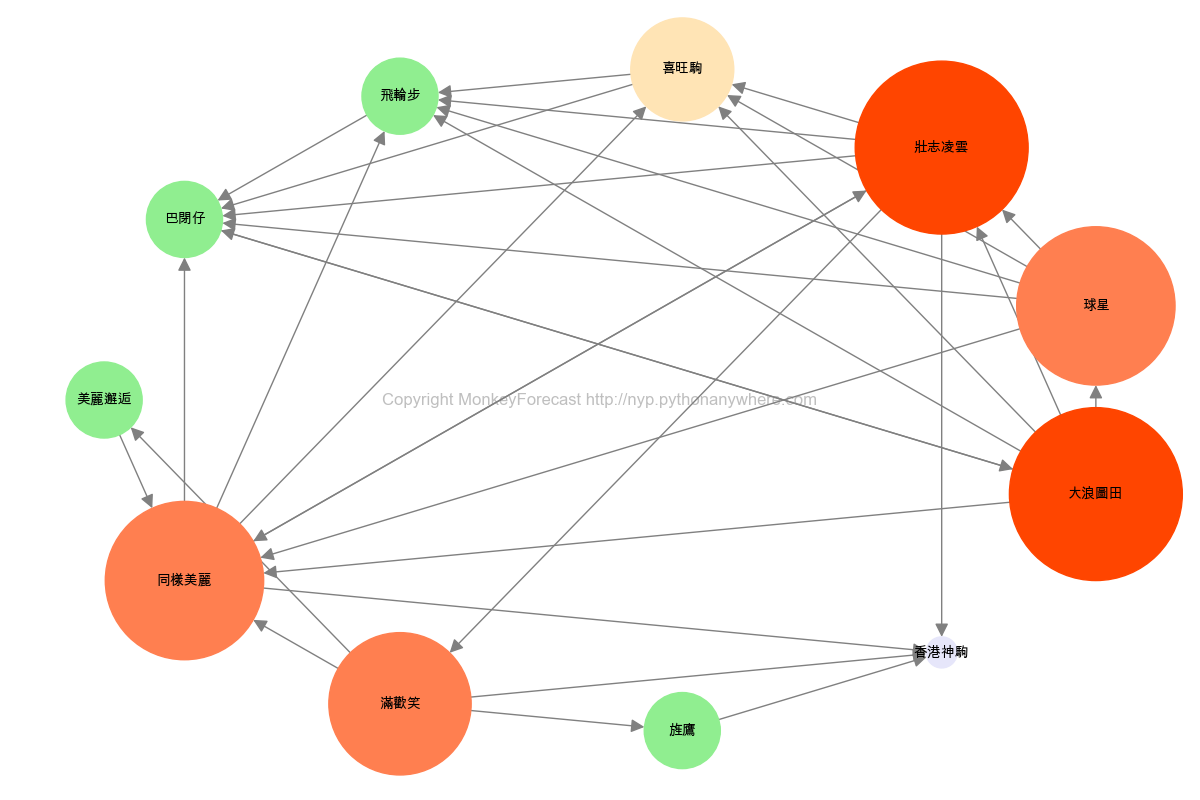 喜旺駒
飛輪步
壯志凌雲
巴閉仔
球星
美麗邂逅
Copyright MonkeyForecast http://nyp.pythonanywhere.com
大浪圖田
同樣美麗
香港神駒
滿歡笑
旌鷹